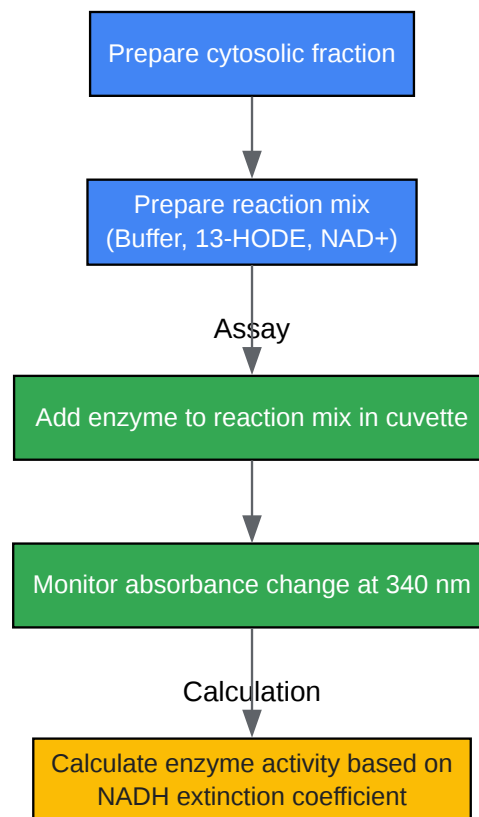 Prepare cytosolic fraction
Prepare reaction mix
(Buffer, 13-HODE, NAD+)
Assay
Add enzyme to reaction mix in cuvette
Monitor absorbance change at 340 nm
Calculation
Calculate enzyme activity based on
NADH extinction coefficient